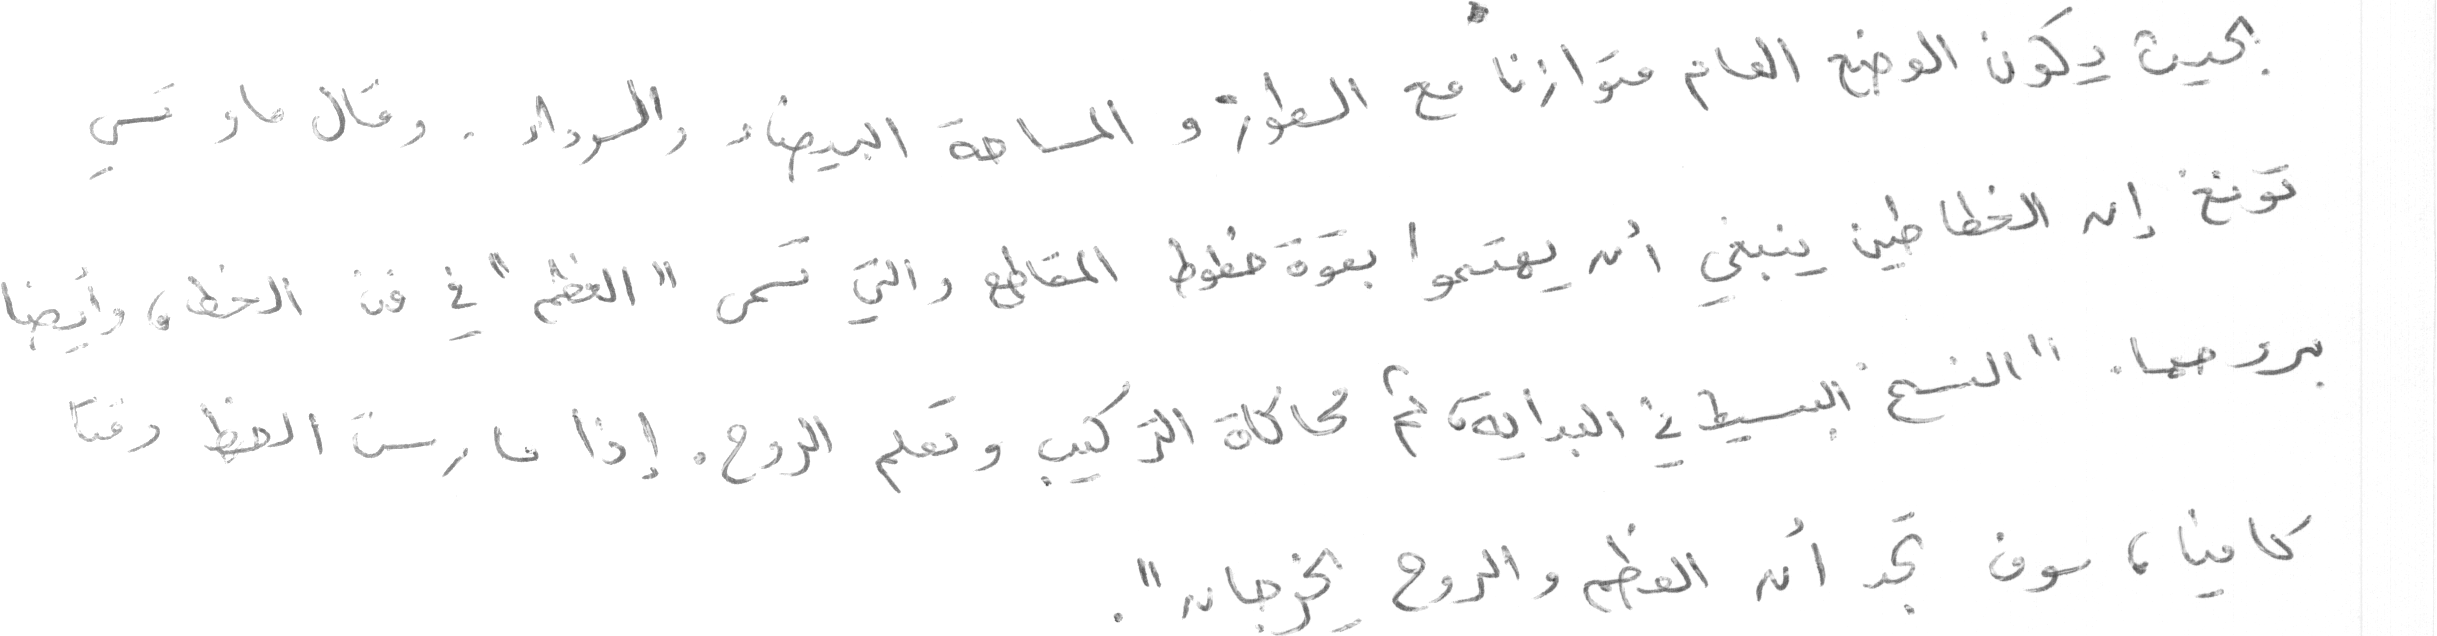 بحيث يكون الوضع العام متوازناً مع السطور و المساحة البيضاء والسوداء . وقال ماو تسي
تونغ إن الخطاطين ينبغي أن يهتموا بقوة خطوط المقاطع والتي تسمى "العظم" في فن الخط ، وأيضا
بروحها. "النسخ البسيط في البداية، ثم محاكاة التركيب وتعلم الروح. إذا مارست الخط وقتا
كافيا، سوف تجد أن العظم والروح يخرجان".